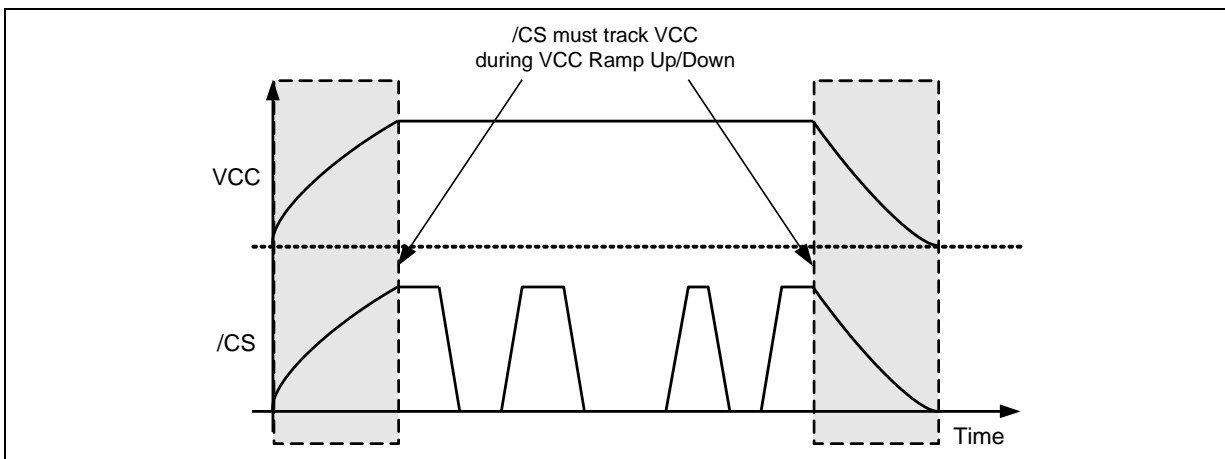 /CS must track VCC
during VCC Ramp Up/Down
VCC
/CS
Time